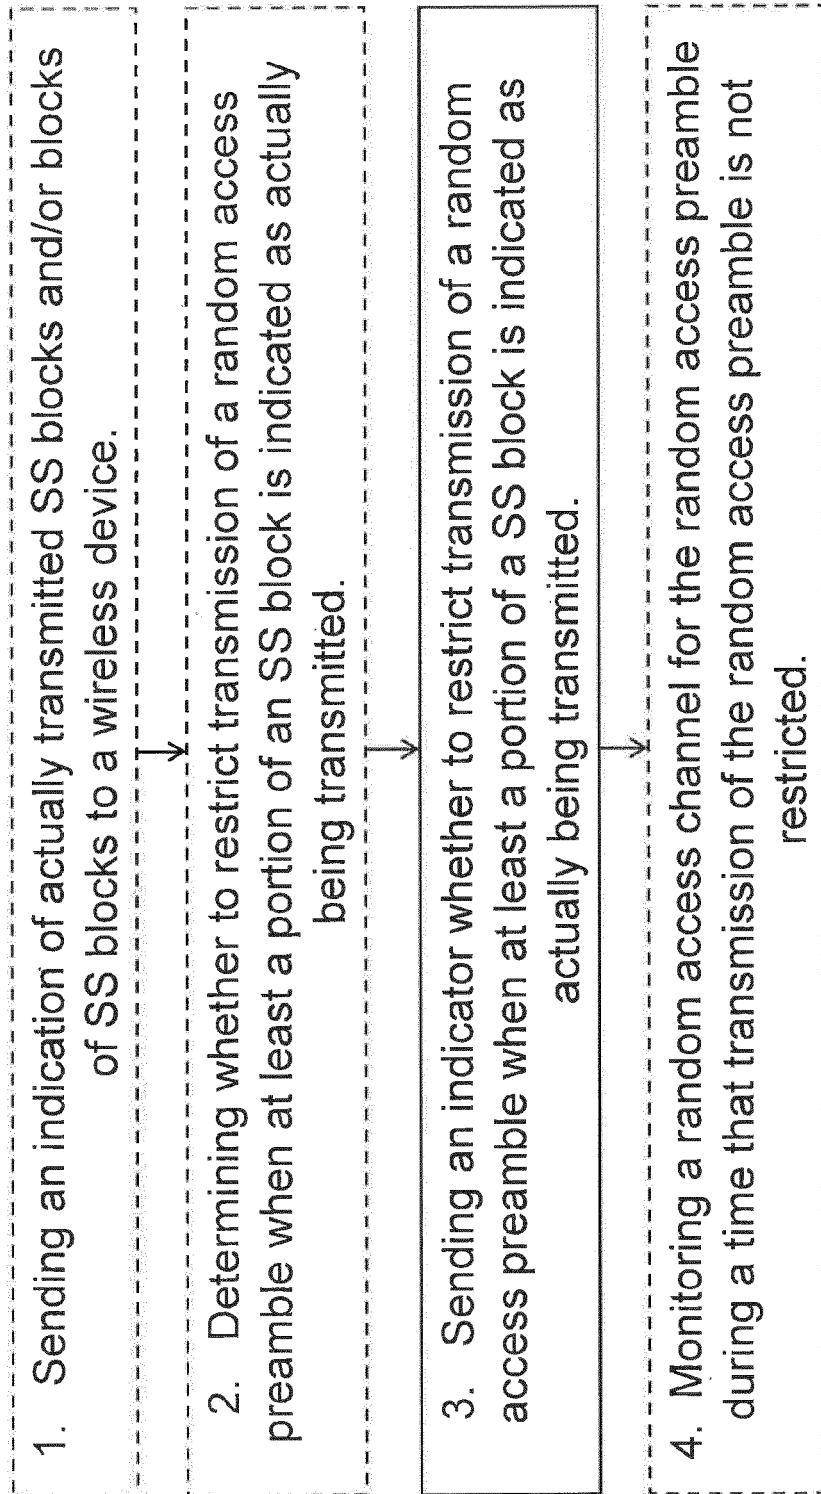 1. Sending an indication of actually transmitted SS blocks and/or blocks
of SS blocks to a wireless device.
2. Determining whether to restrict transmission of a random access
preamble when at least a portion of an SS block is indicated as actually
being transmitted.
3. Sending an indicator whether to restrict transmission of a random
access preamble when at least a portion of a SS block is indicated as
actually being transmitted.
4. Monitoring a random access channel for the random access preamble
during a time that transmission of the random access preamble is not
restricted.